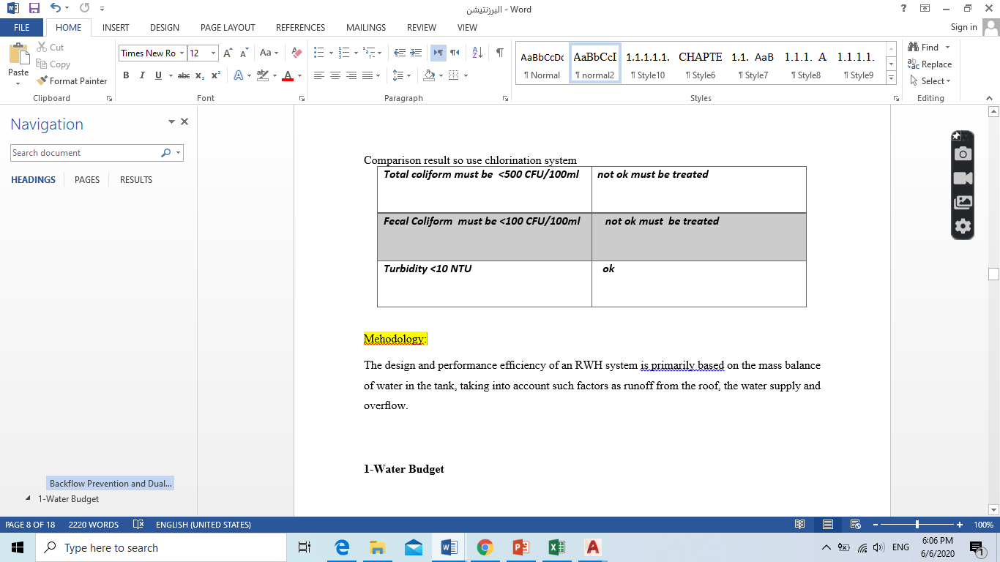 البرزنتيشن - Word
?
FILE HOME INSERT DESIGN PAGE LAYOUT REFERENCES MAILINGS REVIEW VIEW Sign in
Paste
Cut
Copy
Format Painter
Clipboard
Times New Ro 12
B I U abc x₂ x² A ab A
Aa
Font
Paragraph
AaBbCcDc AaBbCcI 1.1.1.1.1. CHAPTE 1.1. AaB 1.1.1. A 1.1.1.1.
¶ Normal ¶ normal2 ¶ Style10 ¶ Style6 ¶ Style7 ¶ Style8 ¶ Style9
Styles
Find
Replace
Select
Editing
Navigation
Search document
HEADINGS PAGES RESULTS
Backflow Prevention and Dual...
1-Water Budget
Comparison result so use chlorination system
Total coliform must be <500 CFU/100ml not ok must be treated
Fecal Coliform must be <100 CFU/100ml not ok must be treated
Turbidity <10 NTU ok
Mehodology:
The design and performance efficiency of an RWH system is primarily based on the mass balance
of water in the tank, taking into account such factors as runoff from the roof, the water supply and
overflow.
1-Water Budget
PAGE 8 OF 18 2220 WORDS ENGLISH (UNITED STATES) 100%
Type here to search
ENG
6:06 PM
6/6/2020
1